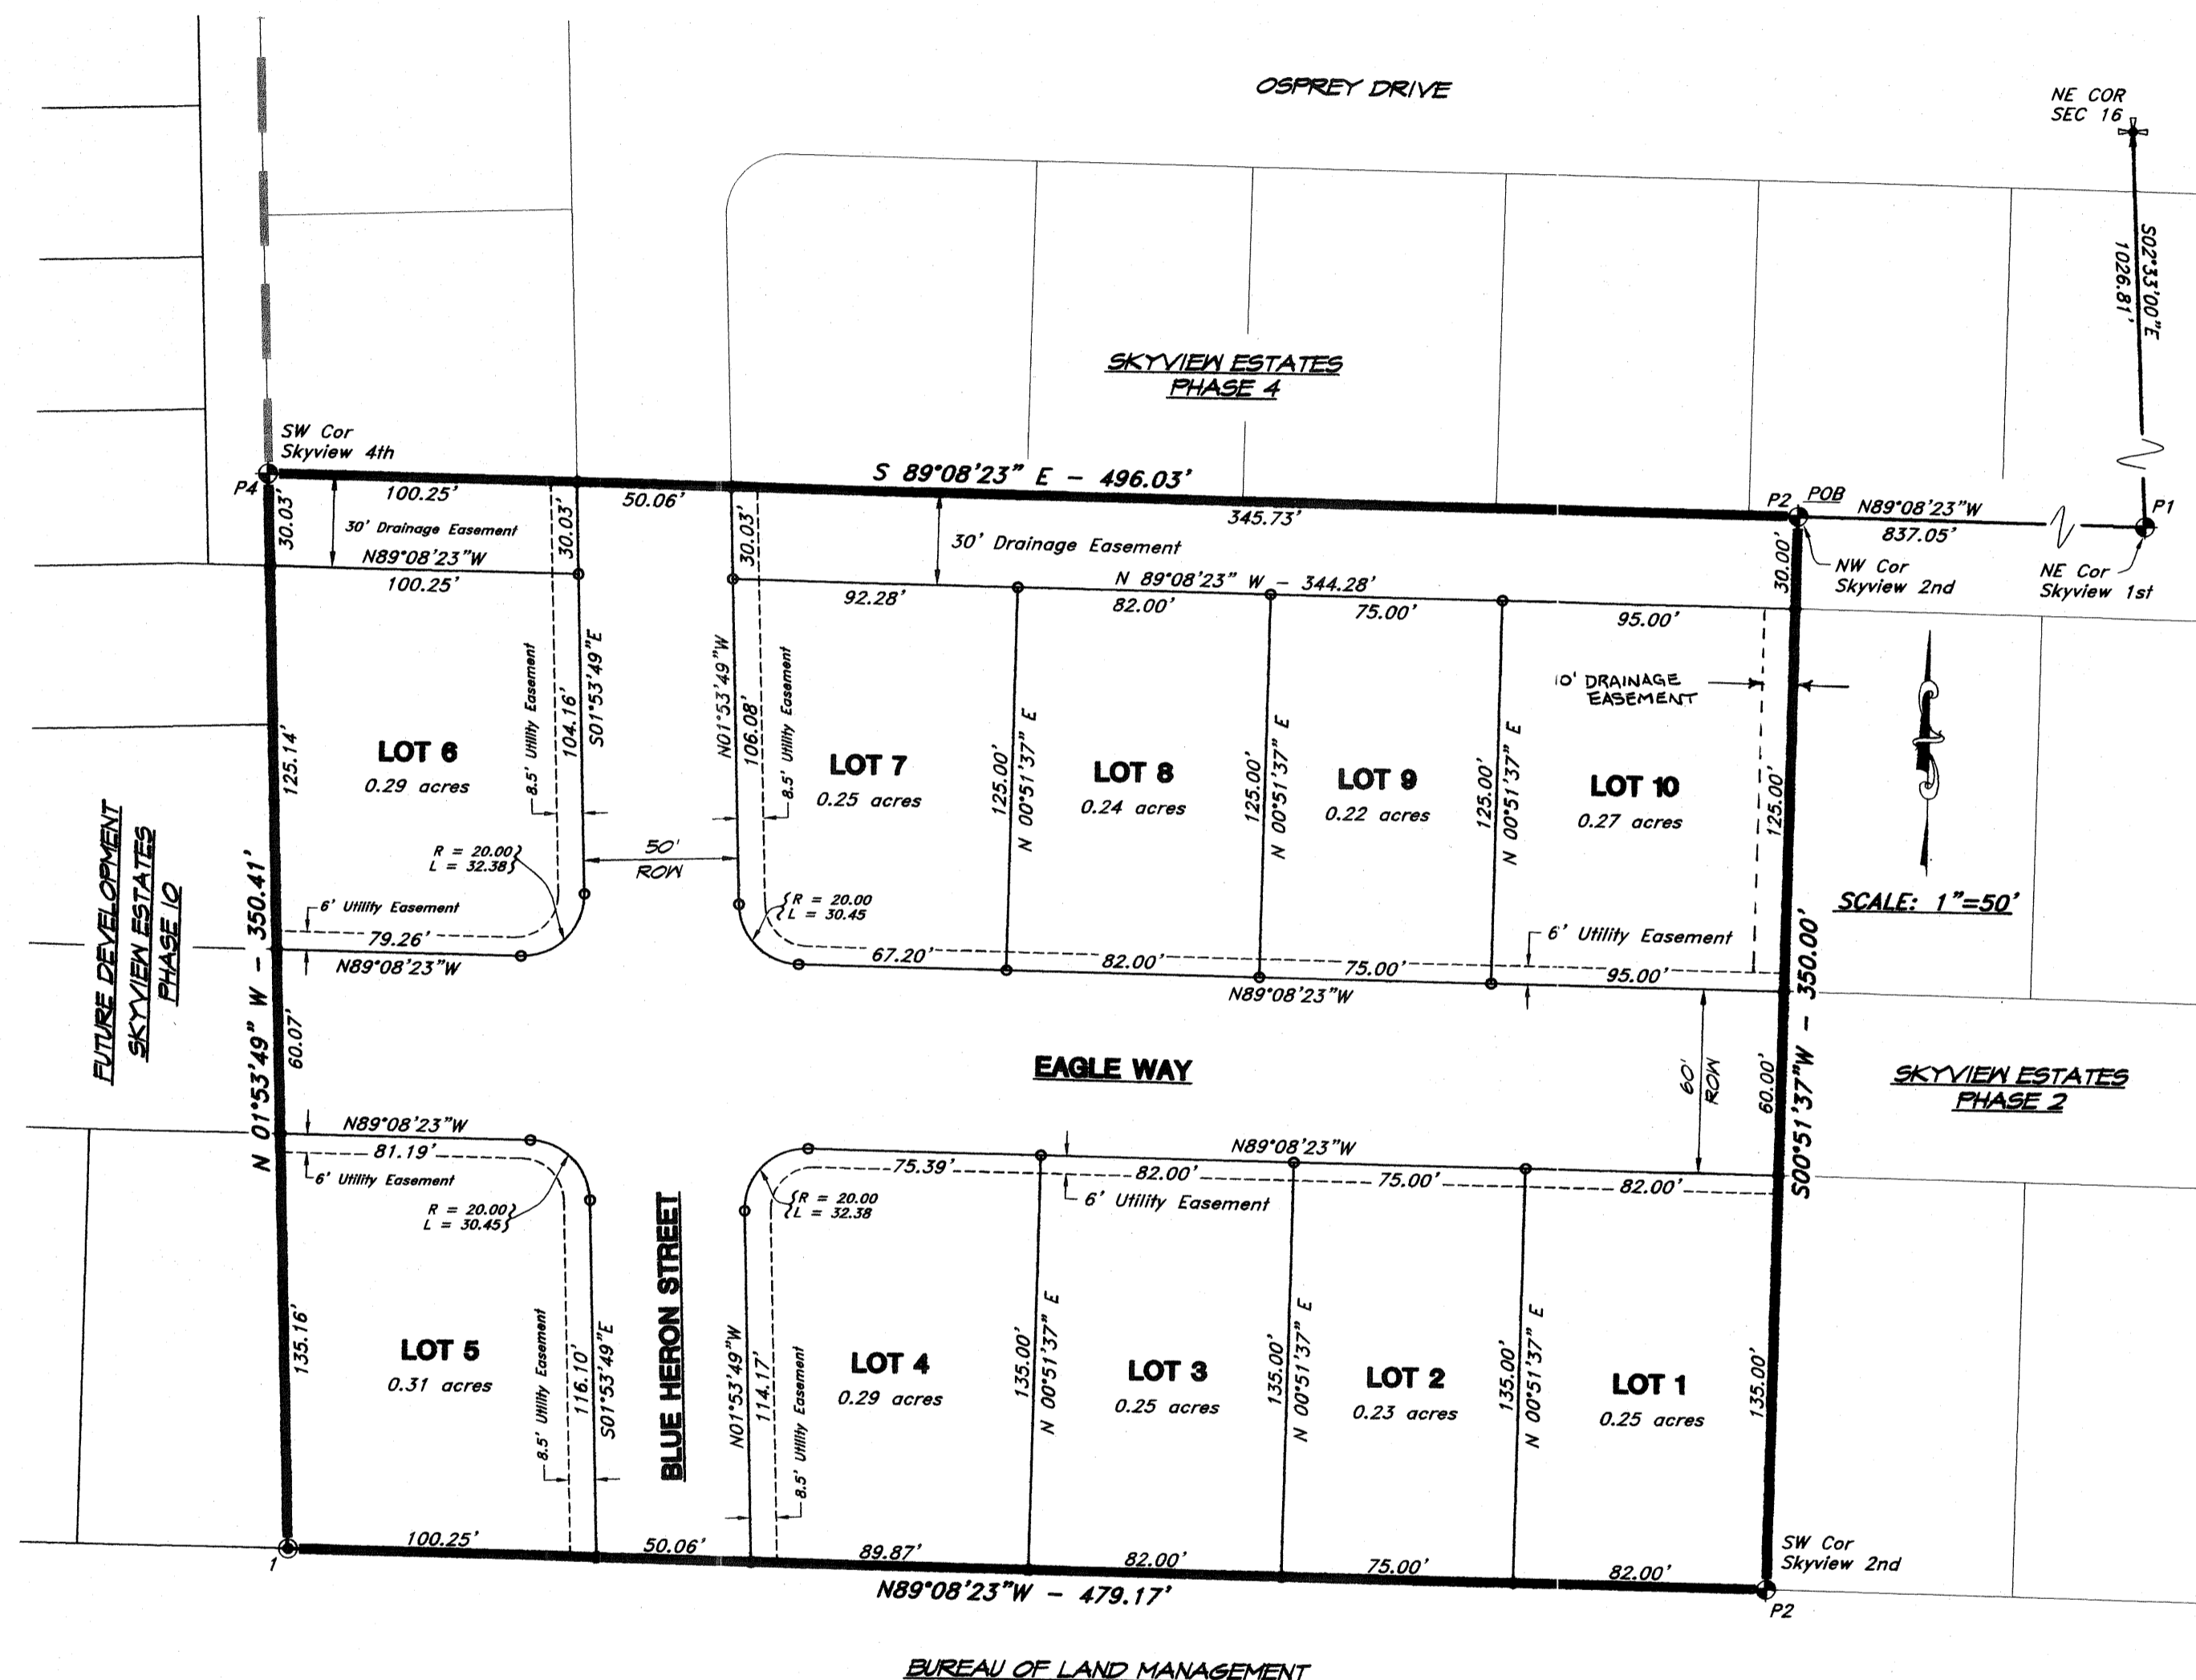 OSPREY DRIVE
NE COR
SEC 16
S02°33'00"E
1026.81'
SKYVIEW ESTATES
PHASE 4
SW Cor
Skyview 4th
P4
S 89°08'23" E - 496.03'
100.25'
50.06'
345.73'
P2
POB
N89°08'23"W
837.05'
P1
NW Cor
Skyview 2nd
NE Cor
Skyview 1st
30.03'
30' Drainage Easement
30.03'
30.03'
30' Drainage Easement
30.00'
N89°08'23"W
100.25'
N 89°08'23" W - 344.28'
92.28'
82.00'
75.00'
95.00'
10' DRAINAGE
EASEMENT
125.14'
LOT 6
0.29 acres
8.5' Utility Easement
104.16'
S01°53'49"E
N01°53'49"W
106.08'
8.5' Utility Easement
LOT 7
0.25 acres
125.00'
N 00°51'37" E
LOT 8
0.24 acres
125.00'
N 00°51'37" E
LOT 9
0.22 acres
125.00'
N 00°51'37" E
LOT 10
0.27 acres
125.00'
R = 20.00
L = 32.38
50'
ROW
R = 20.00
L = 30.45
SCALE: 1"=50'
FUTURE DEVELOPMENT
SKYVIEW ESTATES
PHASE 10
N 01°53'49" W - 350.41'
6' Utility Easement
79.26'
N89°08'23"W
67.20'
82.00'
75.00'
95.00'
6' Utility Easement
N89°08'23"W
60.07'
EAGLE WAY
60'
ROW
60.00'
S00°51'37"W - 350.00'
SKYVIEW ESTATES
PHASE 2
N89°08'23"W
81.19'
6' Utility Easement
N89°08'23"W
75.39'
82.00'
75.00'
82.00'
6' Utility Easement
R = 20.00
L = 30.45
R = 20.00
L = 32.38
BLUE HERON STREET
135.16'
LOT 5
0.31 acres
8.5' Utility Easement
116.10'
S01°53'49"E
N01°53'49"W
114.17'
8.5' Utility Easement
LOT 4
0.29 acres
135.00'
N 00°51'37" E
LOT 3
0.25 acres
135.00'
N 00°51'37" E
LOT 2
0.23 acres
135.00'
N 00°51'37" E
LOT 1
0.25 acres
135.00'
1
100.25'
50.06'
89.87'
82.00'
75.00'
82.00'
N89°08'23"W - 479.17'
SW Cor
Skyview 2nd
P2
BUREAU OF LAND MANAGEMENT